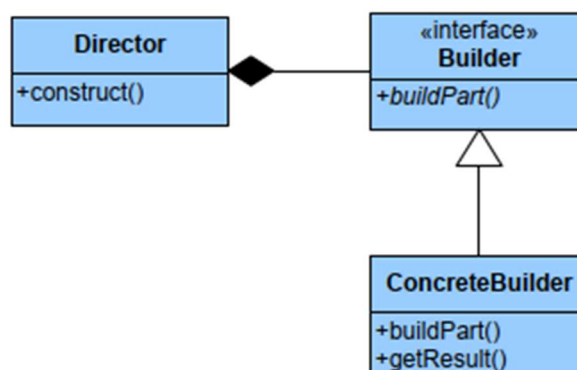 Director
+construct()
«interface»
Builder
+buildPart()
ConcreteBuilder
+buildPart()
+getResult()